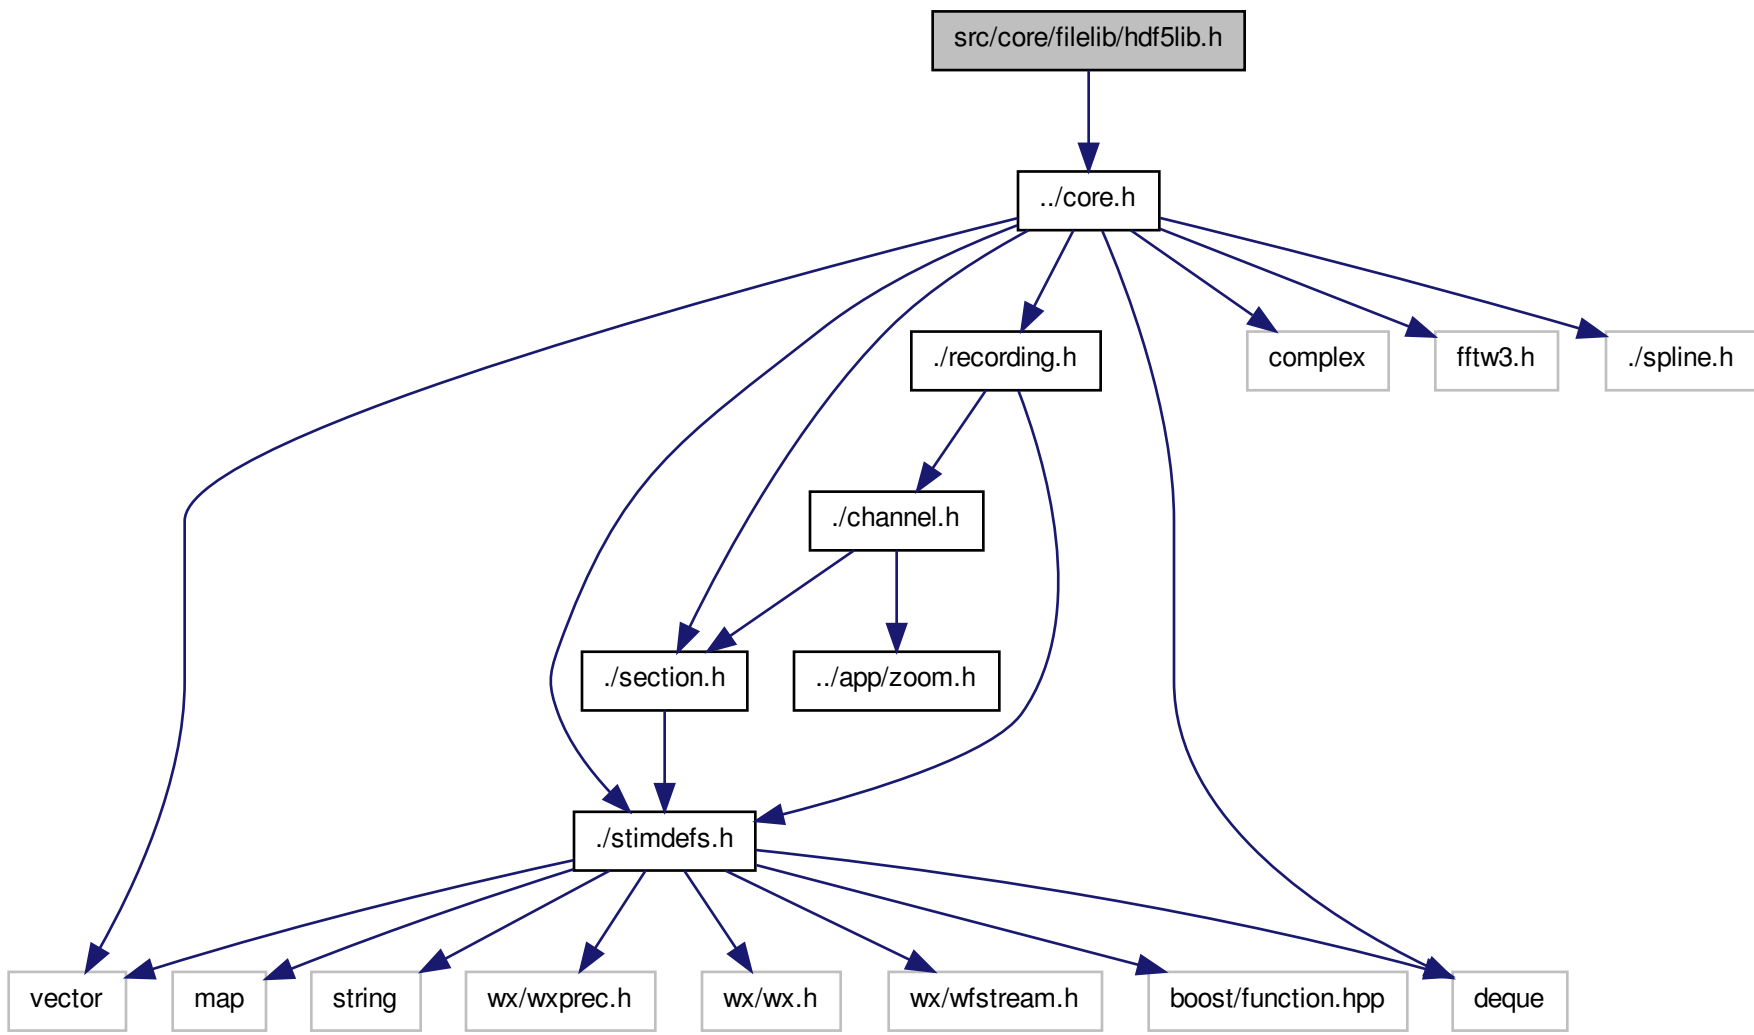 src/core/filelib/hdf5lib.h
../core.h
./recording.h
complex
fftw3.h
./spline.h
./channel.h
./section.h
../app/zoom.h
./stimdefs.h
vector
map
string
wx/wxprec.h
wx/wx.h
wx/wfstream.h
boost/function.hpp
deque